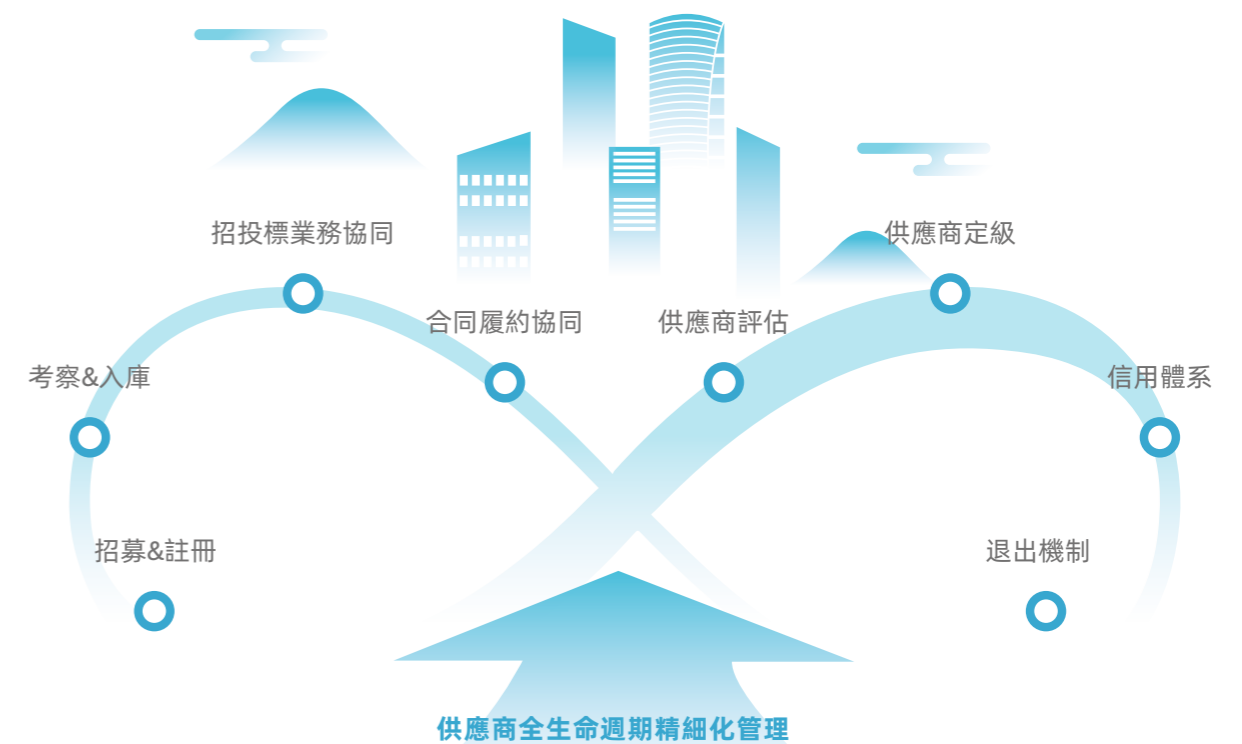 招投標業務協同
供應商定級
合同履約協同
供應商評估
考察&入庫
信用體系
招募&註冊
退出機制
供應商全生命週期精細化管理